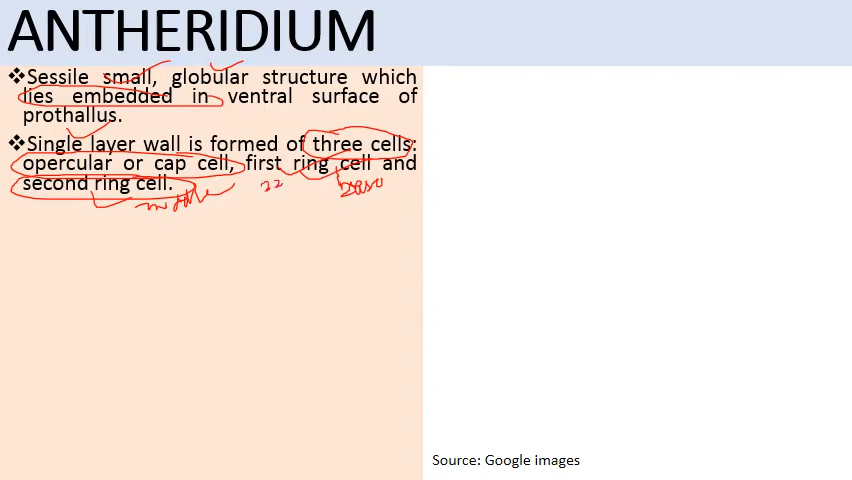 ANTHERIDIUM
❖Sessile small, globular structure which
lies embedded in ventral surface of
prothallus.
❖Single layer wall is formed of three cells:
opercular or cap cell, first ring cell and
second ring cell.
middle
Source: Google images